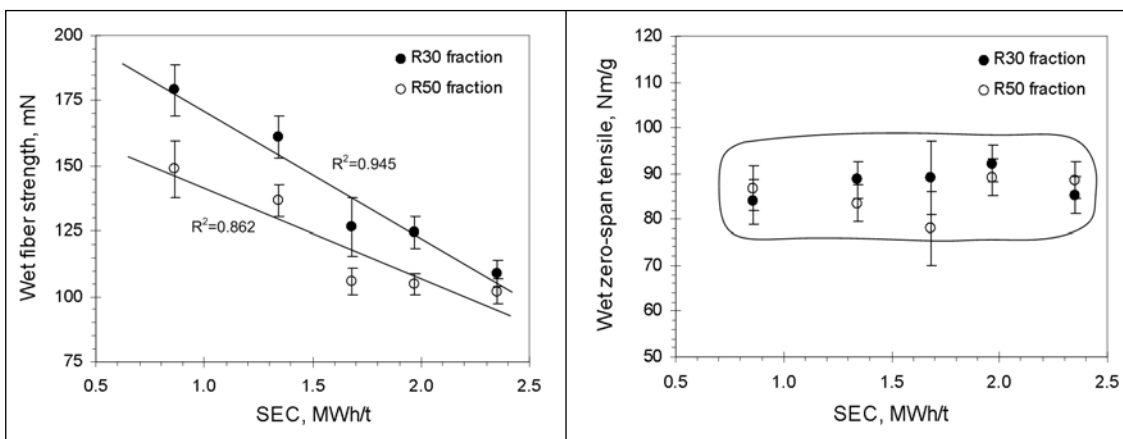 200
175
150
125
100
75
Wet fiber strength, mN
● R30 fraction
○ R50 fraction
R²=0.945
R²=0.862
0.5 1.0 1.5 2.0 2.5
SEC, MWh/t
120
110
100
90
80
70
60
50
Wet zero-span tensile, Nm/g
● R30 fraction
○ R50 fraction
0.5 1.0 1.5 2.0 2.5
SEC, MWh/t